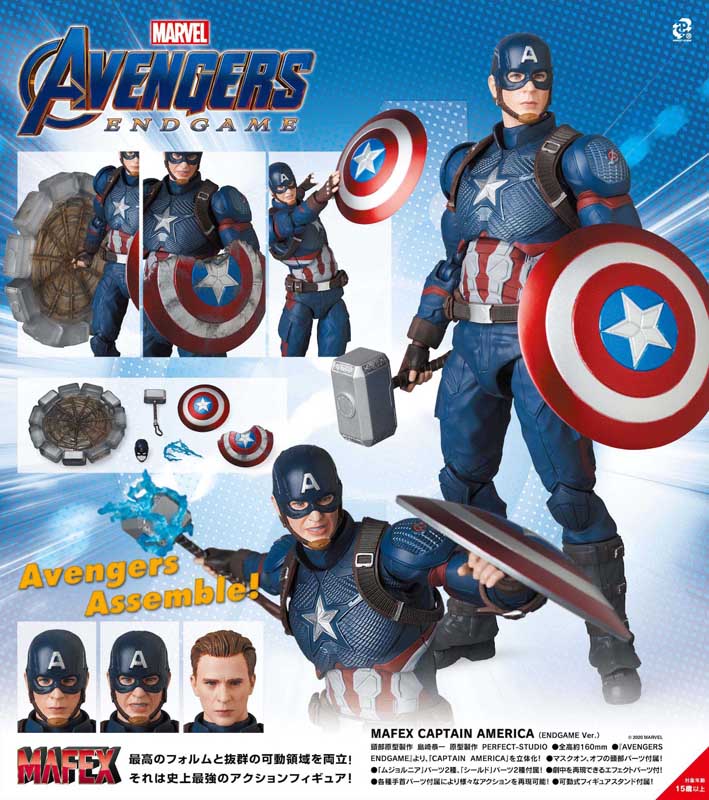 MARVEL
AVENGERS
ENDGAME
A
A
Avengers
Assemble!
A
A
MAFEX
最高のフォルムと抜群の可動領域を両立!
それは史上最強のアクションフィギュア!
MAFEX CAPTAIN AMERICA (ENDGAME Ver.) © 2020 MARVEL
頭部原型製作 島崎恭一 原型製作 PERFECT-STUDIO ●全高約160mm ●『AVENGERS
ENDGAME』より、「CAPTAIN AMERICA」を立体化! ●マスクオン、オフの頭部パーツ付属!
●「ムジョルニア」パーツ2種、「シールド」パーツ2種付属! ●劇中を再現できるエフェクトパーツ付!
●各種手首パーツ付属により様々なアクションを再現可能! ●可動式フィギュアスタンド付属!
対象年齢
15歳以上